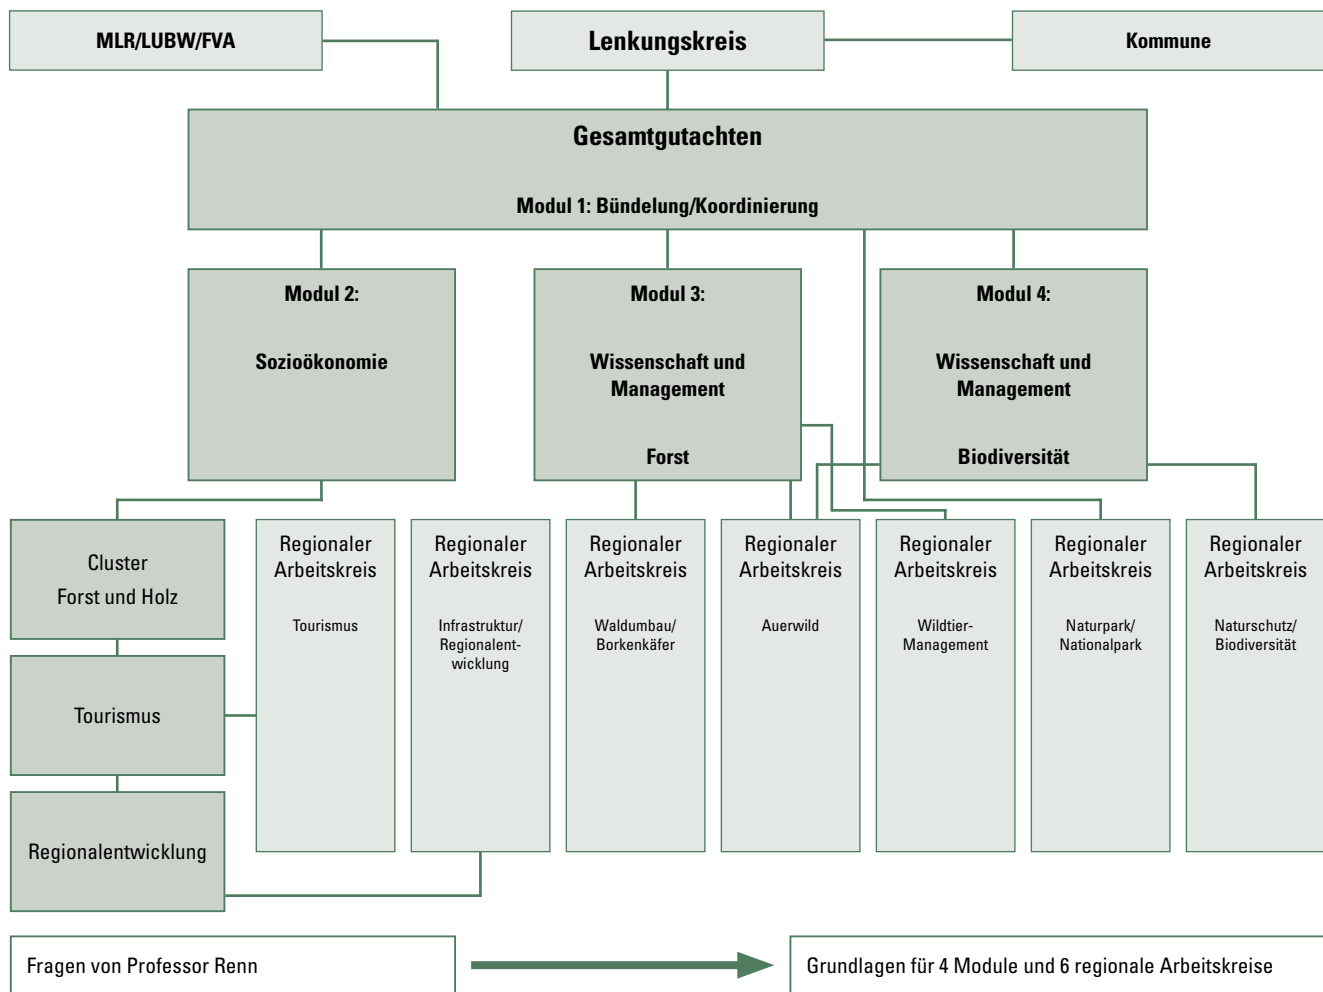 MLR/LUBW/FVA
Lenkungskreis
Kommune
Gesamtgutachten
Modul 1: Bündelung/Koordinierung
Modul 2:
Sozioökonomie
Modul 3:
Wissenschaft und
Management
Forst
Modul 4:
Wissenschaft und
Management
Biodiversität
Cluster
Forst und Holz
Tourismus
Regionalentwicklung
Regionaler
Arbeitskreis
Tourismus
Regionaler
Arbeitskreis
Infrastruktur/
Regionalent-
wicklung
Regionaler
Arbeitskreis
Waldumbau/
Borkenkäfer
Regionaler
Arbeitskreis
Auerwild
Regionaler
Arbeitskreis
Wildtier-
Management
Regionaler
Arbeitskreis
Naturpark/
Nationalpark
Regionaler
Arbeitskreis
Naturschutz/
Biodiversität
Fragen von Professor Renn
Grundlagen für 4 Module und 6 regionale Arbeitskreise